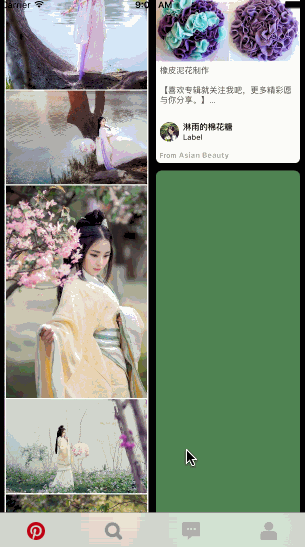 Carrier
9:0
AM
橡皮泥花制作
【喜欢专辑就关注我吧，更多精彩愿
与你分享。】...
淋雨的棉花糖
Label
From Asian Beauty